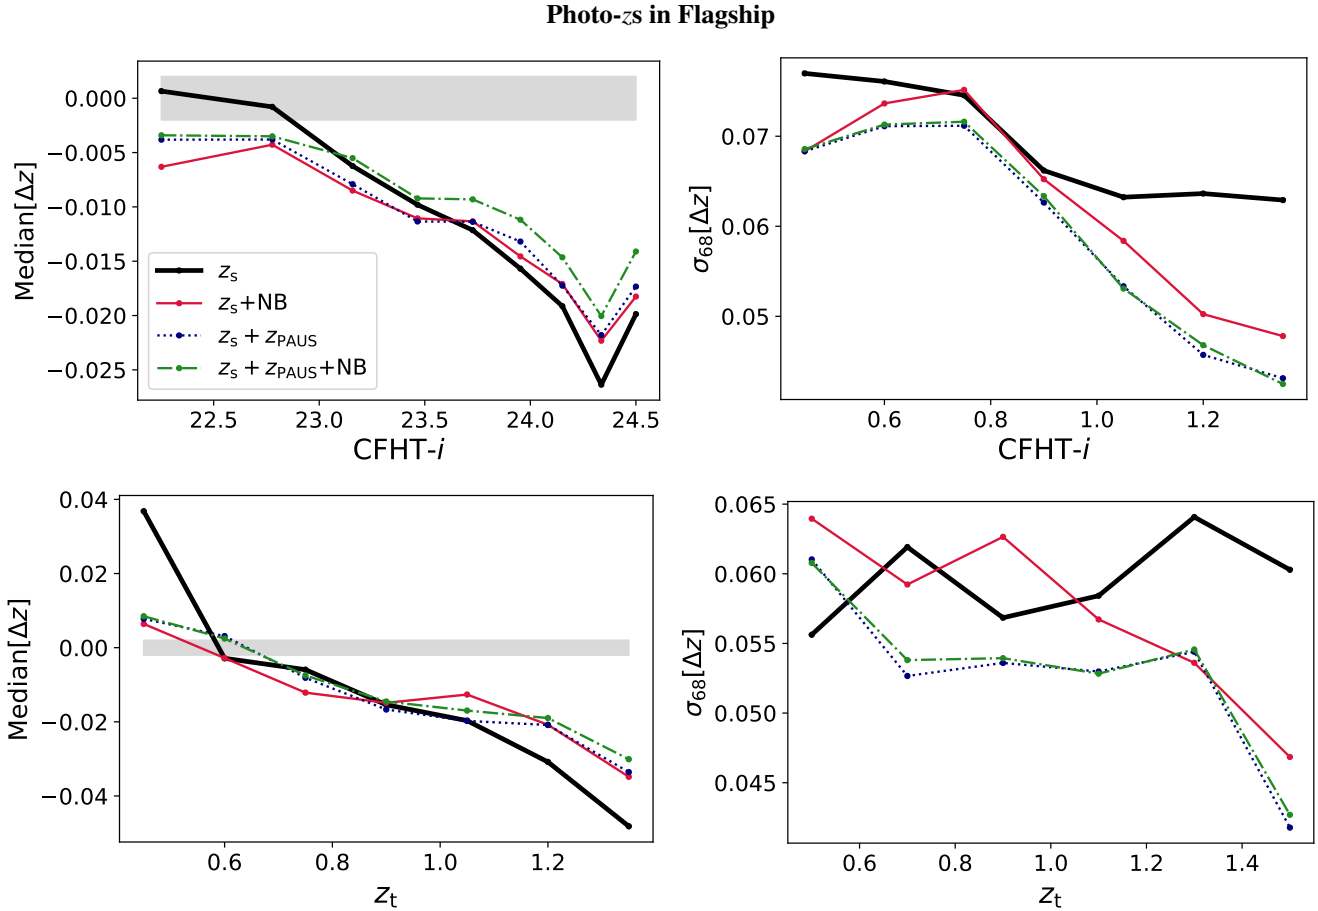 Photo-zs in Flagship
0.000
−0.005
−0.010
−0.015
−0.020
−0.025
Median[Δz]
22.5
23.0
23.5
24.0
24.5
CFHT-i
z_s
z_s+NB
z_s + z_PAUS
z_s + z_PAUS+NB
0.07
0.06
0.05
σ_68[Δz]
0.6
0.8
1.0
1.2
CFHT-i
0.04
0.02
0.00
−0.02
−0.04
Median[Δz]
0.6
0.8
1.0
1.2
z_t
0.065
0.060
0.055
0.050
0.045
σ_68[Δz]
0.6
0.8
1.0
1.2
1.4
z_t